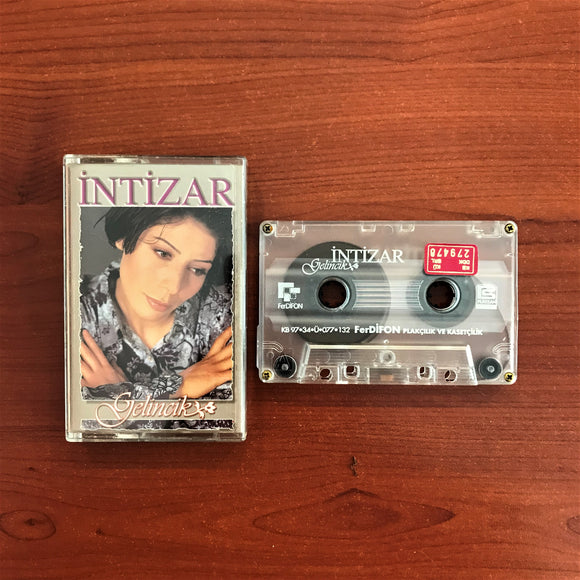 İNTİZAR
Gelincik
İNTİZAR
Gelincik
FerDİFON
KB 97•34•Ü•077•132 FerDİFON PLAKÇILIK VE KASETÇİLİK
279478